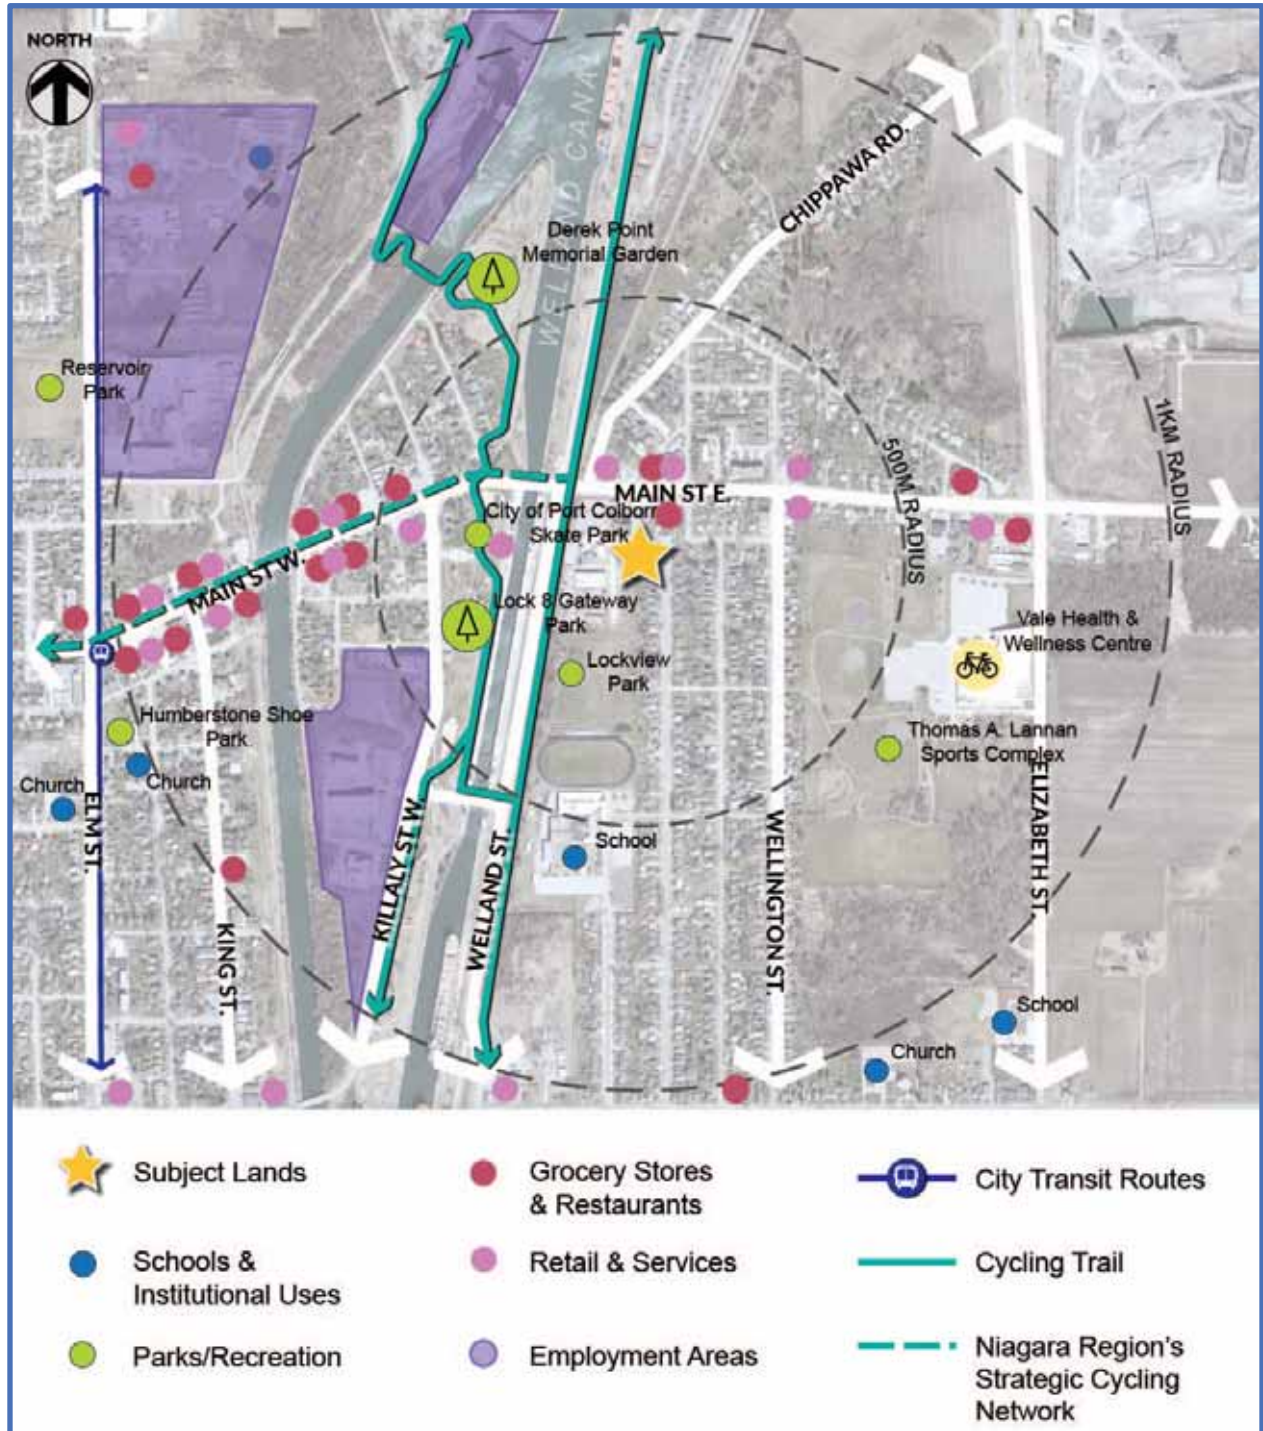 NORTH
WELLAND CANAL
CHIPPAWA RD.
Derek Point
Memorial Garden
Reservoir
Park
1KM RADIUS
500M RADIUS
MAIN ST E.
City of Port Colborn
Skate Park
MAIN ST W.
Lock 8 Gateway
Park
Vale Health &
Wellness Centre
Lockview
Park
Humberstone Shoe
Park
Thomas A. Lannan
Sports Complex
Church
Church
ELM ST.
KILLALY ST W.
WELLAND ST.
School
WELLINGTON ST.
ELIZABETH ST.
KING ST.
School
Church
Subject Lands
Grocery Stores
& Restaurants
City Transit Routes
Schools &
Institutional Uses
Retail & Services
Cycling Trail
Parks/Recreation
Employment Areas
Niagara Region's
Strategic Cycling
Network